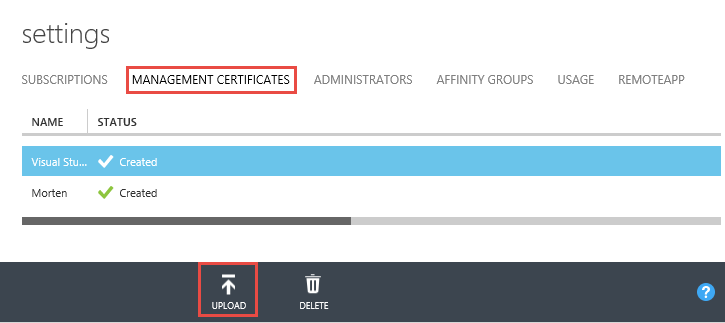 settings
SUBSCRIPTIONS MANAGEMENT CERTIFICATES ADMINISTRATORS AFFINITY GROUPS USAGE REMOTEAPP
NAME STATUS
Visual Stu... Created
Morten Created
UPLOAD DELETE ?